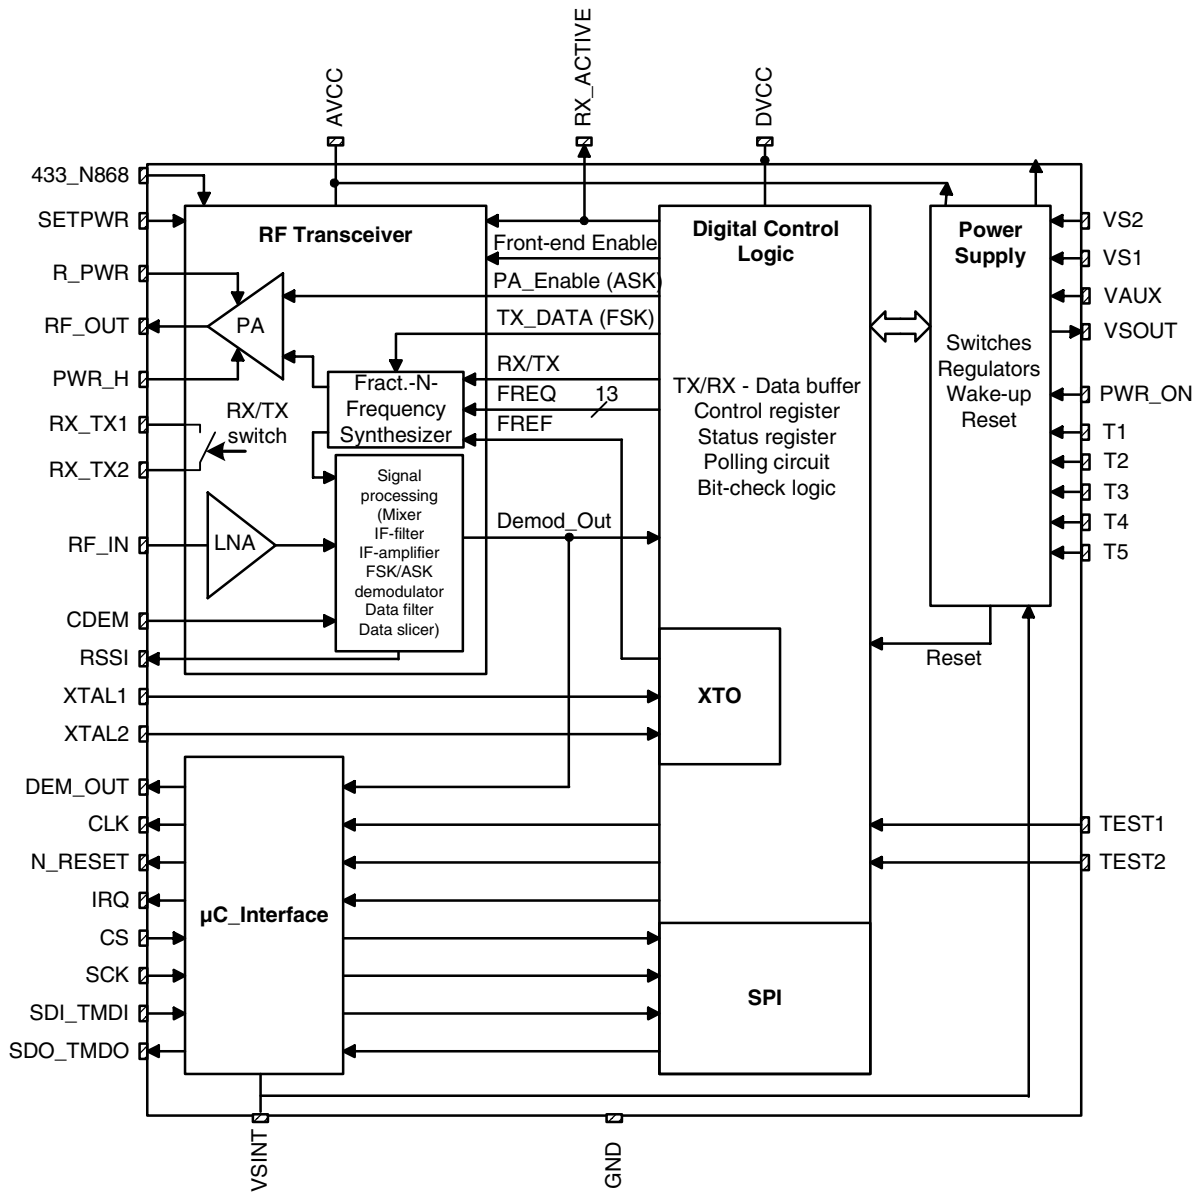 AVCC
RX_ACTIVE
DVCC
433_N868
SETPWR
R_PWR
RF_OUT
PWR_H
RX_TX1
RX_TX2
RF_IN
CDEM
RSSI
XTAL1
XTAL2
DEM_OUT
CLK
N_RESET
IRQ
CS
SCK
SDI_TMDI
SDO_TMDO
RF Transceiver
PA
RX/TX
switch
LNA
Fract.-N-
Frequency
Synthesizer
Signal
processing
(Mixer
IF-filter
IF-amplifier
FSK/ASK
demodulator
Data filter
Data slicer)
Front-end Enable
PA_Enable (ASK)
TX_DATA (FSK)
RX/TX
FREQ
13
FREF
Demod_Out
Digital Control
Logic
TX/RX - Data buffer
Control register
Status register
Polling circuit
Bit-check logic
XTO
SPI
µC_Interface
Power
Supply
Switches
Regulators
Wake-up
Reset
Reset
VS2
VS1
VAUX
VSOUT
PWR_ON
T1
T2
T3
T4
T5
TEST1
TEST2
VSINT
GND